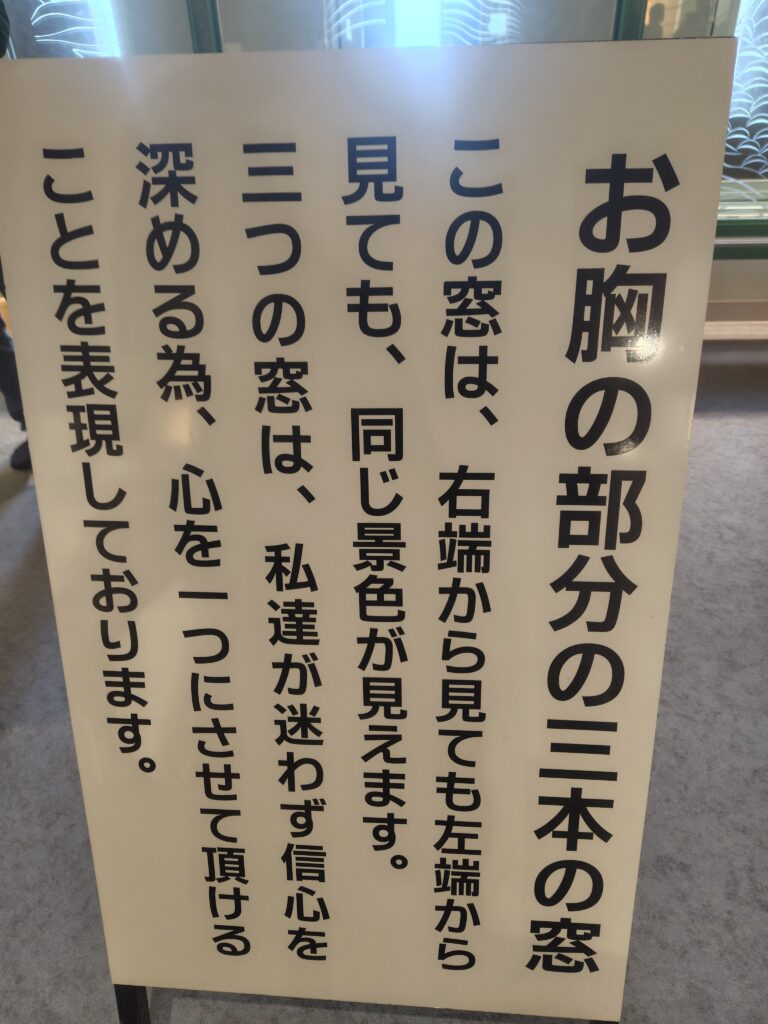 お胸の部分の三本の窓
この窓は、右端から見ても左端から
見ても、同じ景色が見えます。
三つの窓は、私達が迷わず信心を
深める為、心を一つにさせて頂ける
ことを表現しております。